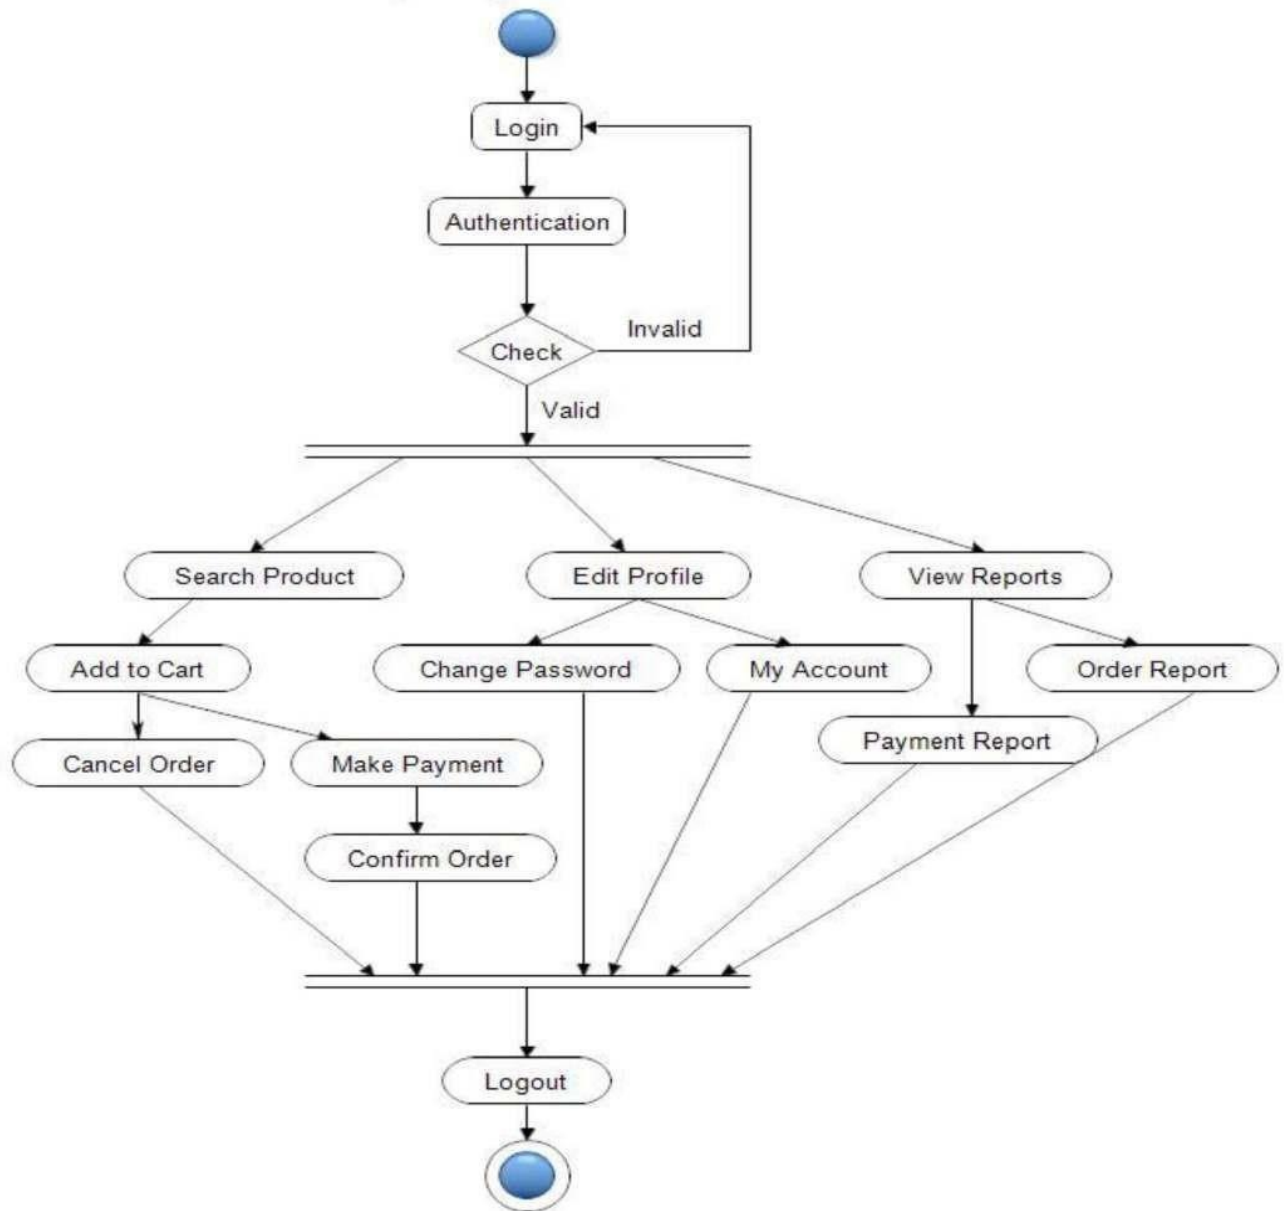 Login
Authentication
Invalid
Check
Valid
Search Product
Edit Profile
View Reports
Add to Cart
Change Password
My Account
Order Report
Payment Report
Cancel Order
Make Payment
Confirm Order
Logout